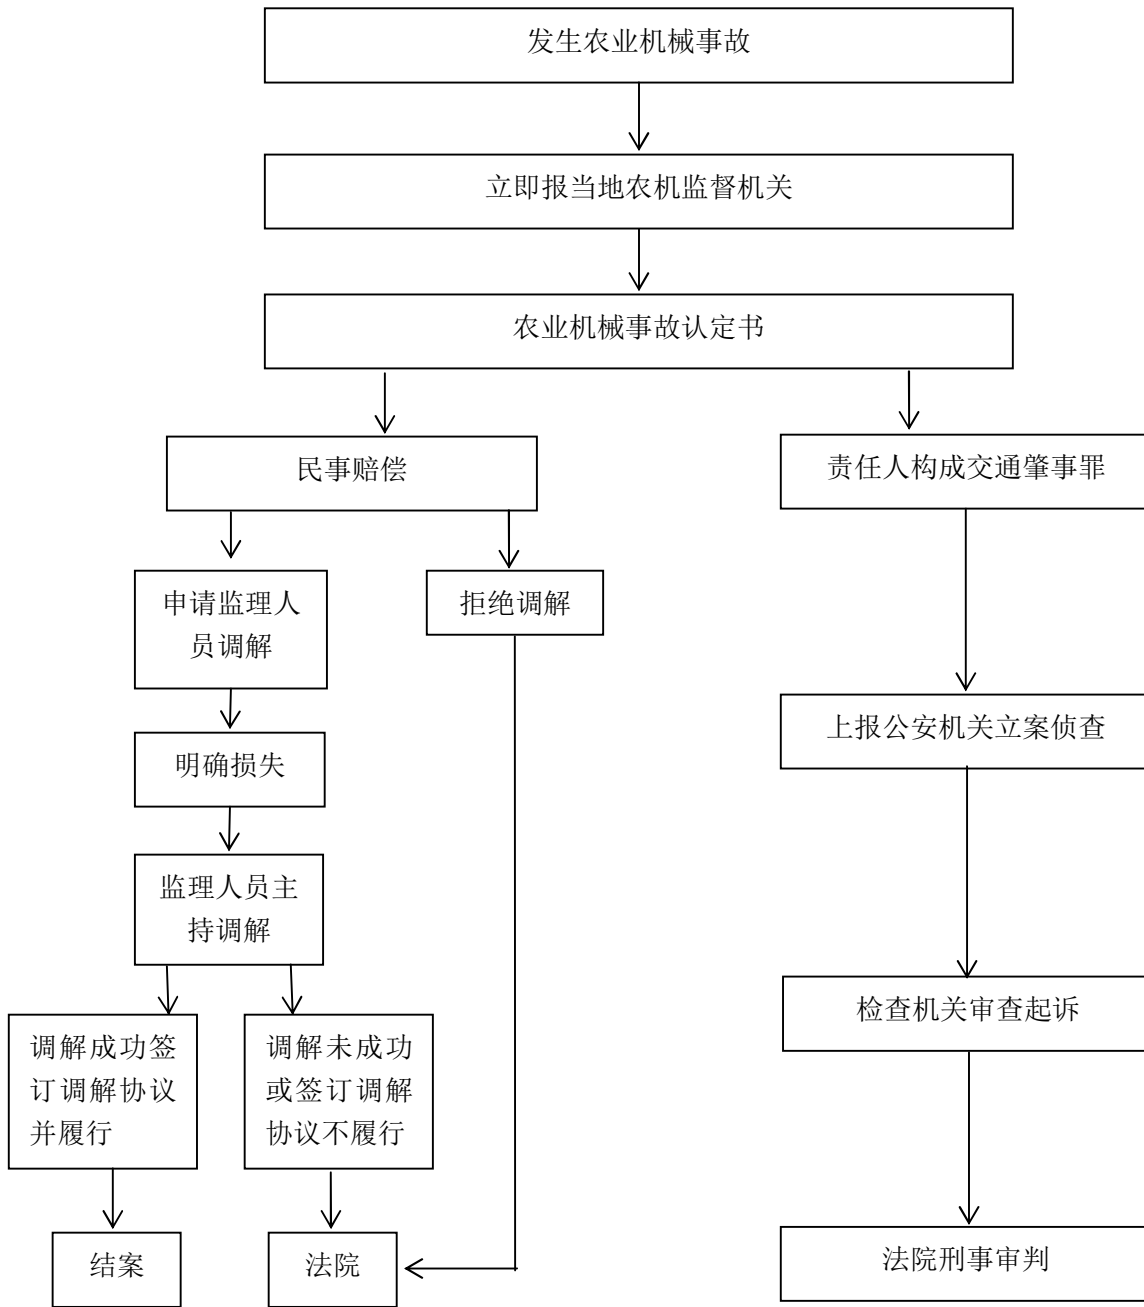 发生农业机械事故
立即报当地农机监督机关
农业机械事故认定书
民事赔偿
责任人构成交通肇事罪
申请监理人
员调解
拒绝调解
上报公安机关立案侦查
明确损失
监理人员主
持调解
检查机关审查起诉
调解成功签
订调解协议
并履行
调解未成功
或签订调解
协议不履行
结案
法院
法院刑事审判